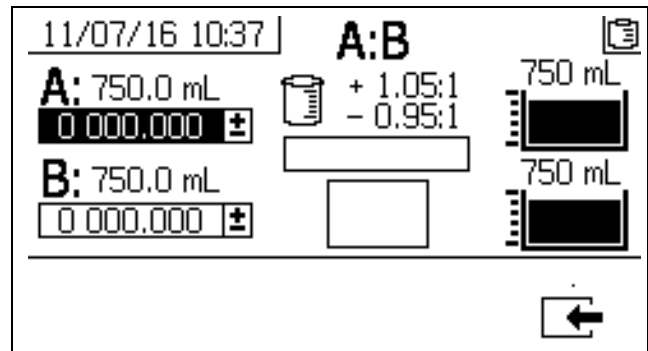 11/07/16 10:37
A:B
A: 750.0 mL
0 000.000 ±
+ 1.05:1
- 0.95:1
750 mL
B: 750.0 mL
0 000.000 ±
750 mL